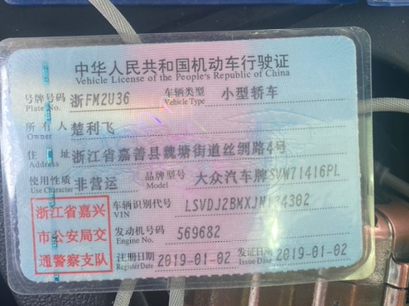 中华人民共和国机动车行驶证
Vehicle License of the People's Republic of China
号牌号码 浙FM2U36 车辆类型 小型轿车
Plate No. Vehicle Type
所有人 楚利飞
Owner
住址 浙江省嘉善县魏塘街道丝绸路4号
Address
使用性质 非营运 品牌型号 大众汽车牌SVW71416PL
Use Character Model
浙江省嘉兴
市公安局交
通警察支队
车辆识别代号
VIN
发动机号码 569682
Engine No.
注册日期 2019-01-02 发证日期 2019-01-02
Register Date Issue Date